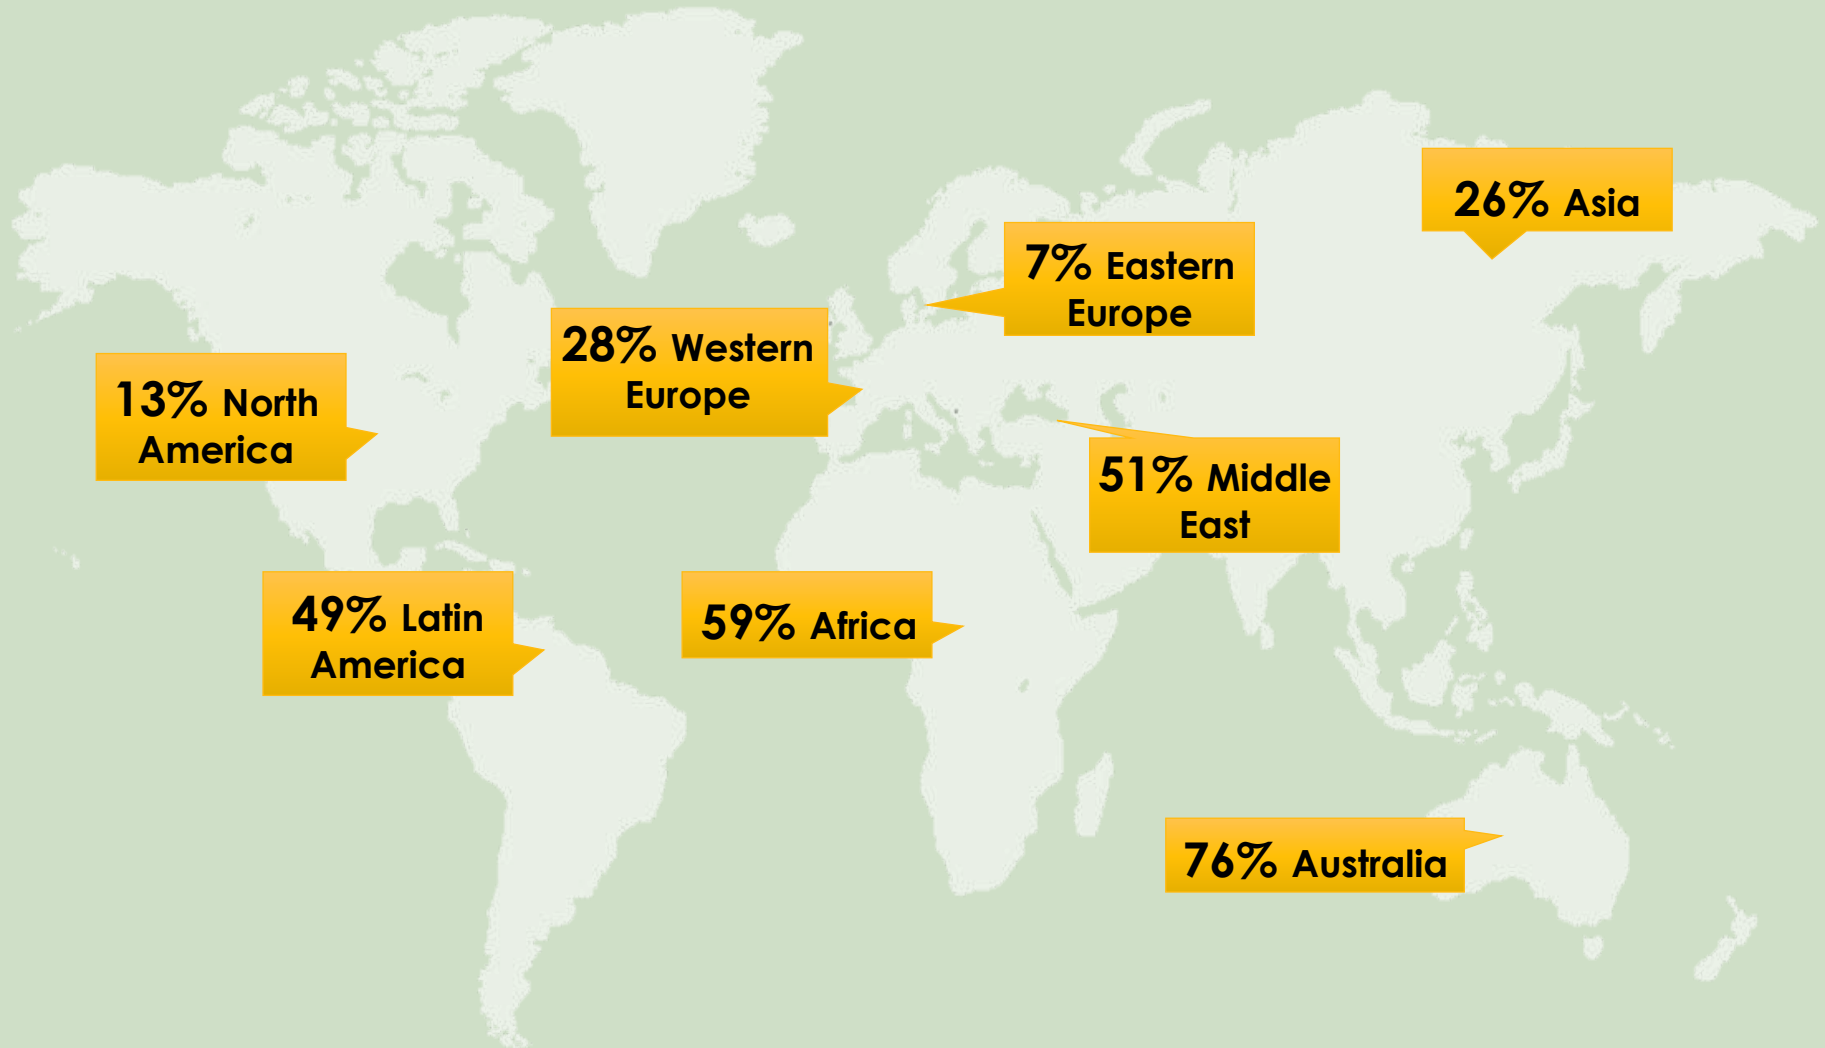 26% Asia
7% Eastern
Europe
28% Western
Europe
13% North
America
51% Middle
East
49% Latin
America
59% Africa
76% Australia